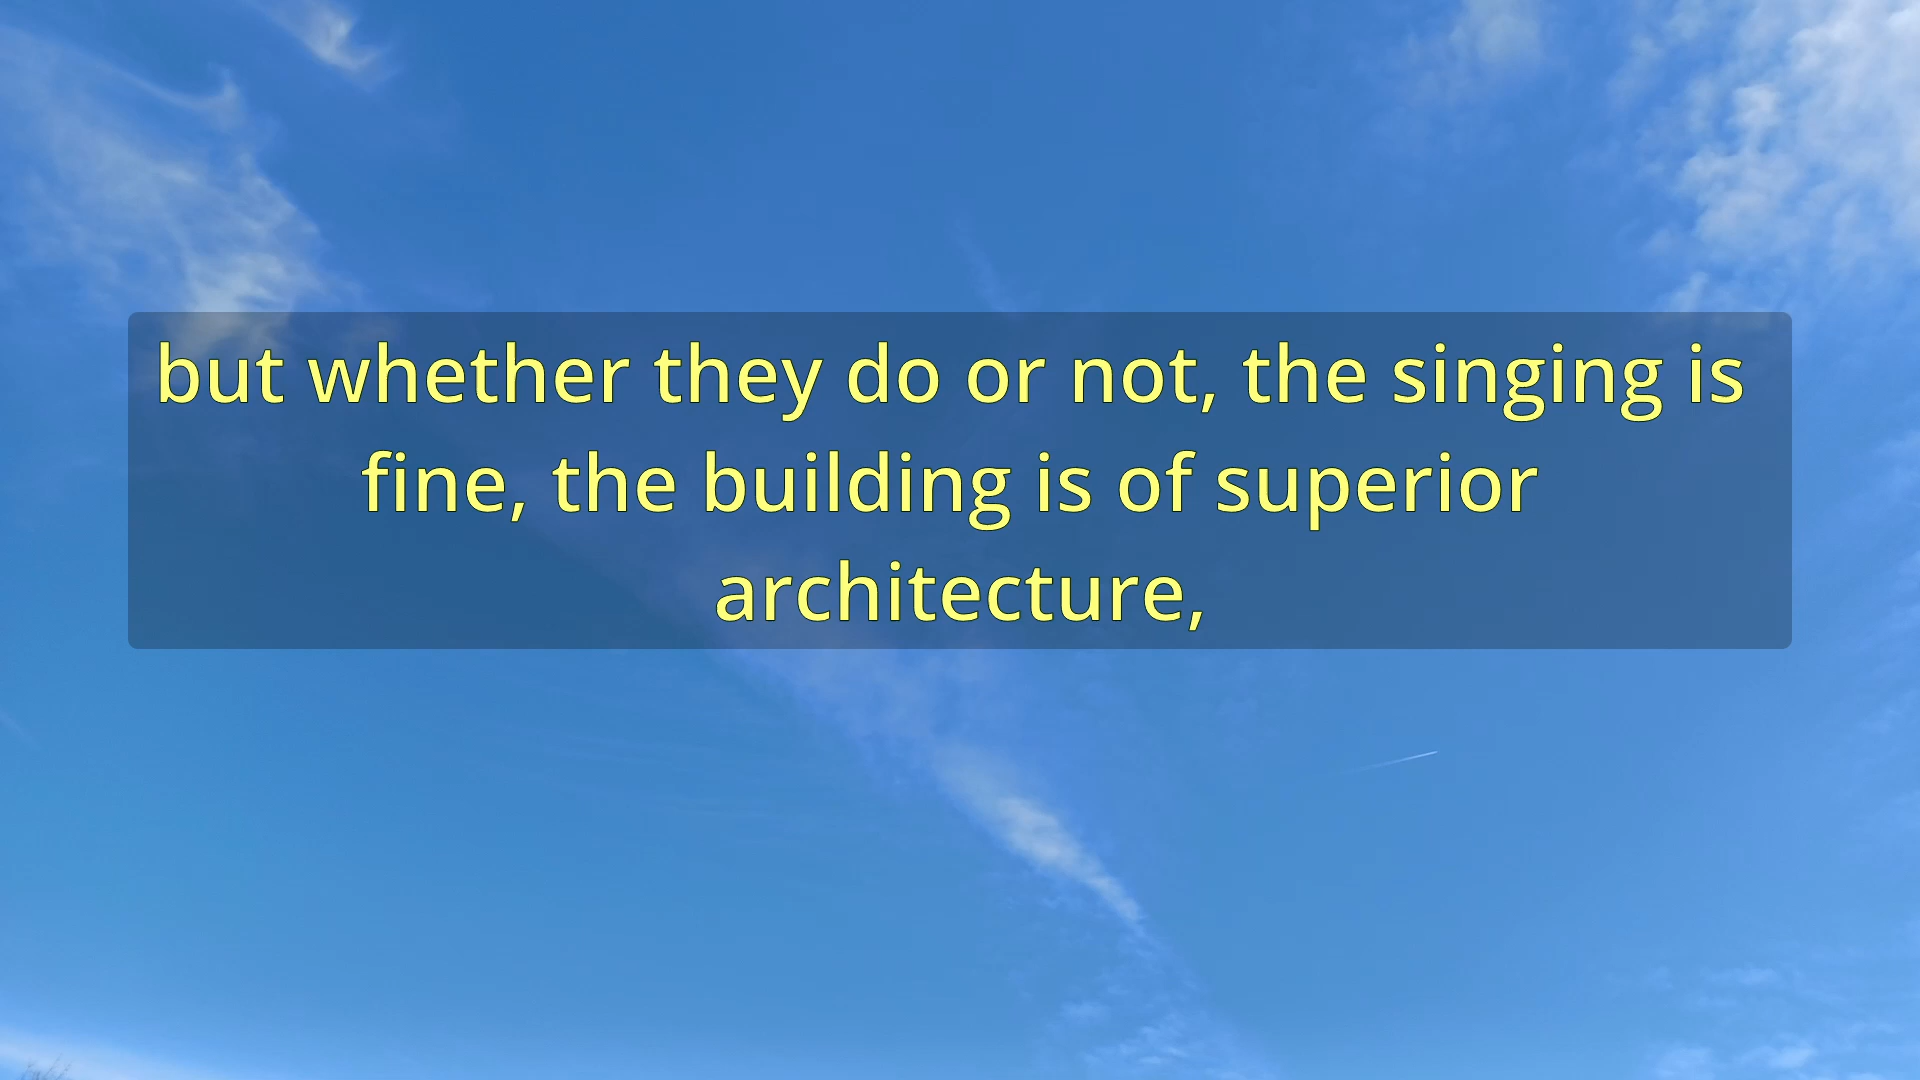 but whether they do or not, the singing is
fine, the building is of superior
architecture,